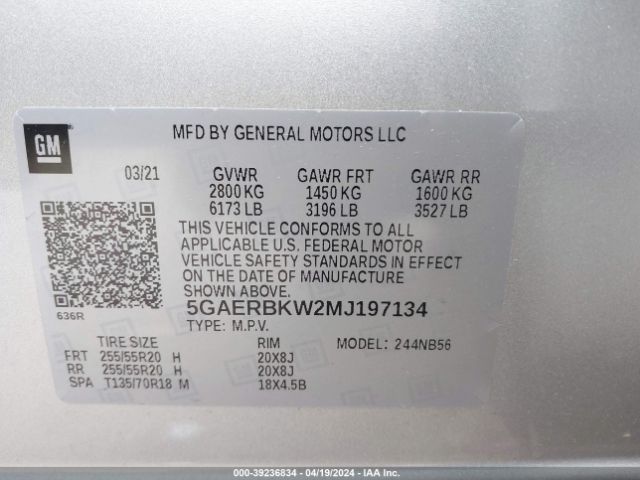 GM
MFD BY GENERAL MOTORS LLC
03/21 GVWR GAWR FRT GAWR RR
2800 KG 1450 KG 1600 KG
6173 LB 3196 LB 3527 LB
THIS VEHICLE CONFORMS TO ALL
APPLICABLE U.S. FEDERAL MOTOR
VEHICLE SAFETY STANDARDS IN EFFECT
ON THE DATE OF MANUFACTURE
SHOWN ABOVE.
636R
5GAERBKW2MJ197134
TYPE: M.P.V.
TIRE SIZE RIM MODEL: 244NB56
FRT 255/55R20 H 20X8J
RR 255/55R20 H 20X8J
SPA T135/70R18 M 18X4.5B
000-39236834 - 04/19/2024 - IAA Inc.